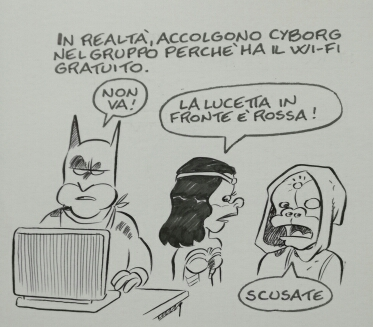 IN REALTÀ, ACCOLGONO CYBORG
NEL GRUPPO PERCHÈ HA IL WI-FI
GRATUITO.
NON
VA!
LA LUCETTA IN
FRONTE È ROSSA!
SCUSATE